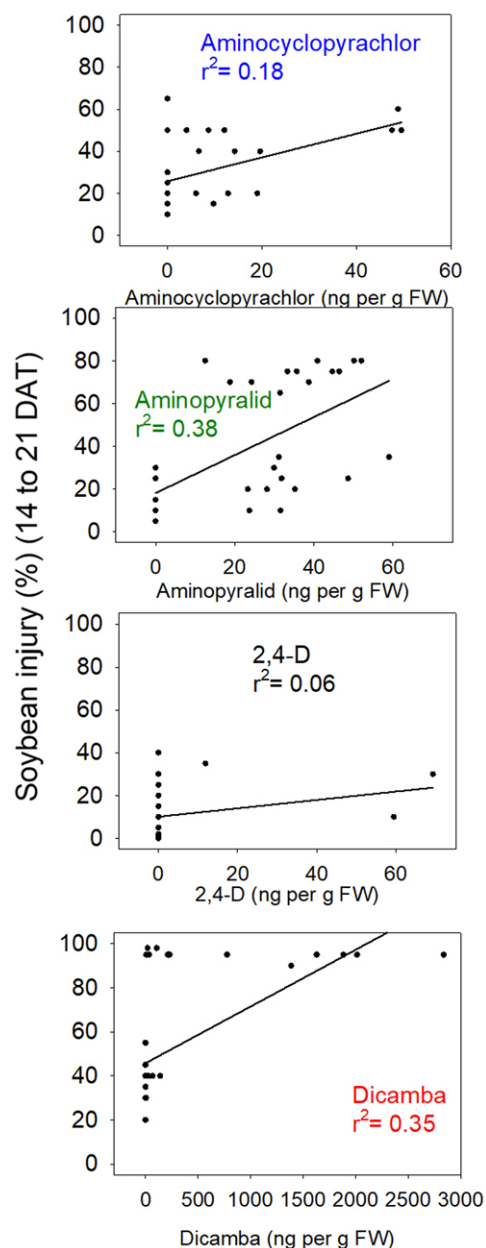 Soybean injury (%) (14 to 21 DAT)
Aminocyclopyrachlor
r²= 0.18
100
80
60
40
20
0
0 20 40 60
Aminocyclopyrachlor (ng per g FW)
100
80
60
40
20
0
Aminopyralid
r²= 0.38
0 20 40 60
Aminopyralid (ng per g FW)
100
80
60
40
20
0
2,4-D
r²= 0.06
0 20 40 60
2,4-D (ng per g FW)
100
80
60
40
20
0
Dicamba
r²= 0.35
0 500 1000 1500 2000 2500 3000
Dicamba (ng per g FW)